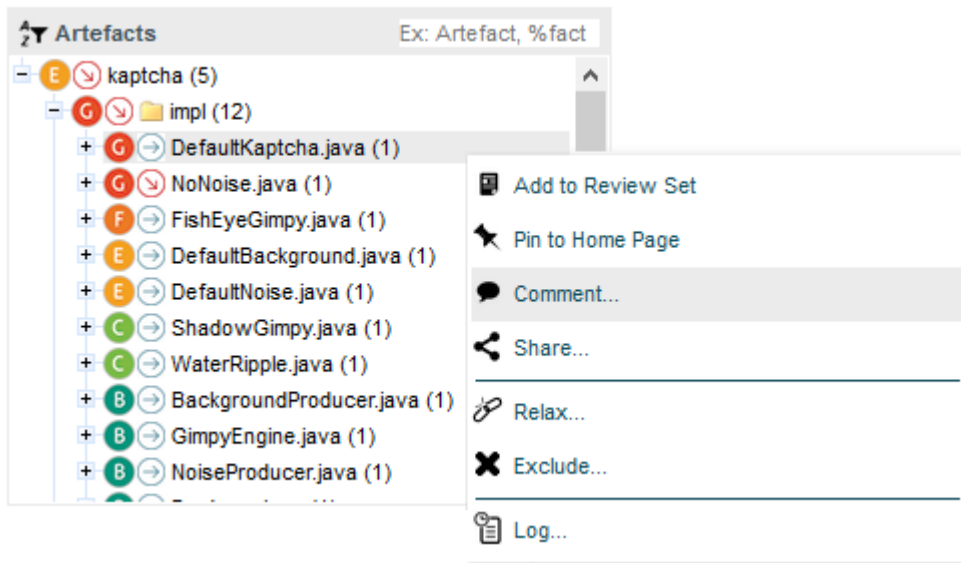 Artefacts Ex: Artefact, %fact
E kaptcha (5)
G impl (12)
G DefaultKaptcha.java (1)
G NoNoise.java (1)
F FishEyeGimpy.java (1)
E DefaultBackground.java (1)
E DefaultNoise.java (1)
C ShadowGimpy.java (1)
C WaterRipple.java (1)
B BackgroundProducer.java (1)
B GimpyEngine.java (1)
B NoiseProducer.java (1)
Add to Review Set
Pin to Home Page
Comment...
Share...
Relax...
Exclude...
Log...